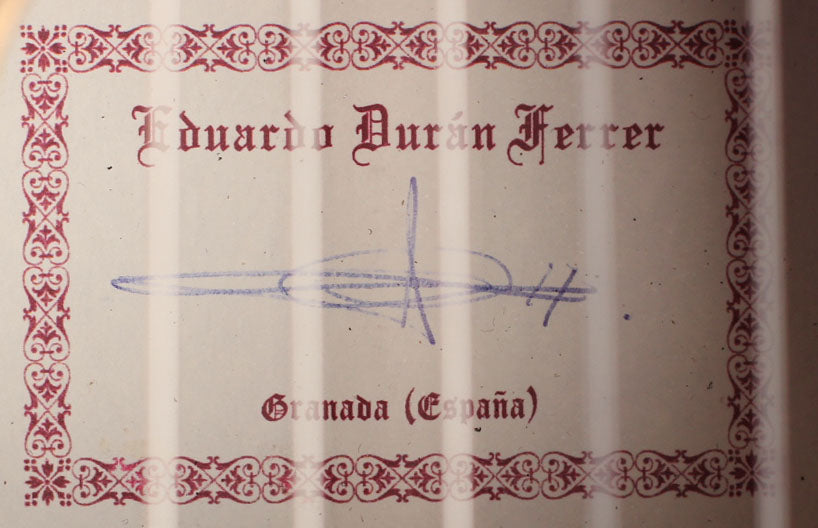 Eduardo Durán Ferrer
Granada (España)